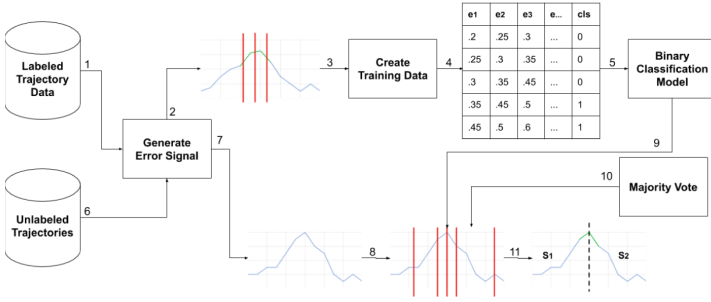 Labeled
Trajectory
Data
1
2
Generate
Error Signal
3
Create
Training Data
4
e1 e2 e3 e... cls
.2 .25 .3 ... 0
.25 .3 .35 ... 0
.3 .35 .45 ... 0
.35 .45 .5 ... 1
.45 .5 .6 ... 1
5
Binary
Classification
Model
Unlabeled
Trajectories
6
7
8
9
10
Majority Vote
11
S1 S2